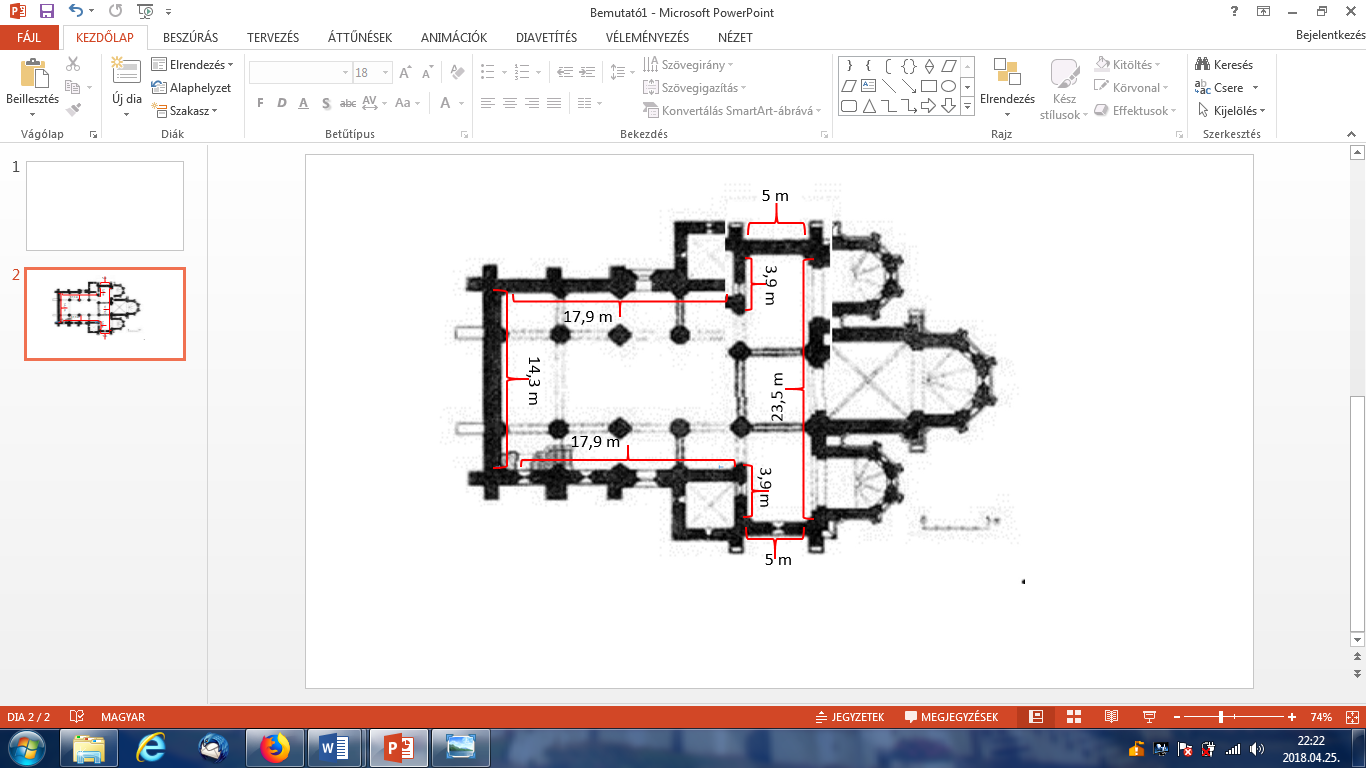 Bemutató1 - Microsoft PowerPoint
?
FÁJL KEZDŐLAP BESZÚRÁS TERVEZÉS ÁTTŰNÉSEK ANIMÁCIÓK DIAVETÍTÉS VÉLEMÉNYEZÉS NÉZET Bejelentkezés
Beillesztés
Vágólap
Új dia
Elrendezés
Alaphelyzet
Szakasz
Diák
18
F K A S abc AV Aa A
Betűtípus
Szövegirány
Szövegigazítás
Konvertálás SmartArt-ábrává
Bekezdés
Elrendezés
Kész
stílusok
Kitöltés
Körvonal
Effektusok
Rajz
Keresés
Csere
Kijelölés
Szerkesztés
1
2
5 m
3,9 m
17,9 m
14,3 m
23,5 m
17,9 m
3,9 m
5 m
DIA 2 / 2 MAGYAR JEGYZETEK MEGJEGYZÉSEK 74%
22:22
2018.04.25.